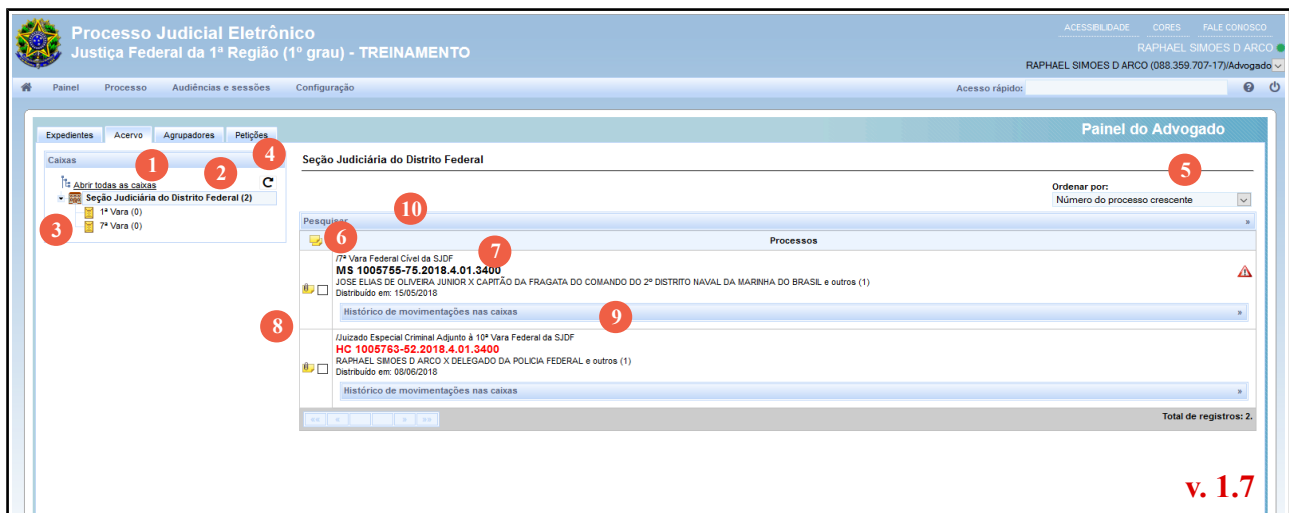 Processo Judicial Eletrônico
Justiça Federal da 1ª Região (1º grau) - TREINAMENTO
ACESSIBILIDADE CORES FALE CONOSCO
RAPHAEL SIMOES D ARCO
RAPHAEL SIMOES D ARCO (088.359.707-17)/Advogado
Painel Processo Audiências e sessões Configuração Acesso rápido:
Painel do Advogado
Expedientes Acervo Agrupadores Petições
Caixas
1
2
4
Abrir todas as caixas
Seção Judiciária do Distrito Federal (2)
1ª Vara (0)
7ª Vara (0)
3
Seção Judiciária do Distrito Federal
5
Ordenar por:
Número do processo crescente
10
Pesquisar »
6
7
Processos
/7ª Vara Federal Cível da SJDF
MS 1005755-75.2018.4.01.3400
JOSE ELIAS DE OLIVEIRA JUNIOR X CAPITÃO DA FRAGATA DO COMANDO DO 2º DISTRITO NAVAL DA MARINHA DO BRASIL e outros (1)
Distribuído em: 15/05/2018
Histórico de movimentações nas caixas »
8
9
/Juizado Especial Criminal Adjunto à 10ª Vara Federal da SJDF
HC 1005763-52.2018.4.01.3400
RAPHAEL SIMOES D ARCO X DELEGADO DA POLICIA FEDERAL e outros (1)
Distribuído em: 08/06/2018
Histórico de movimentações nas caixas »
«« « » »»
Total de registros: 2.
v. 1.7